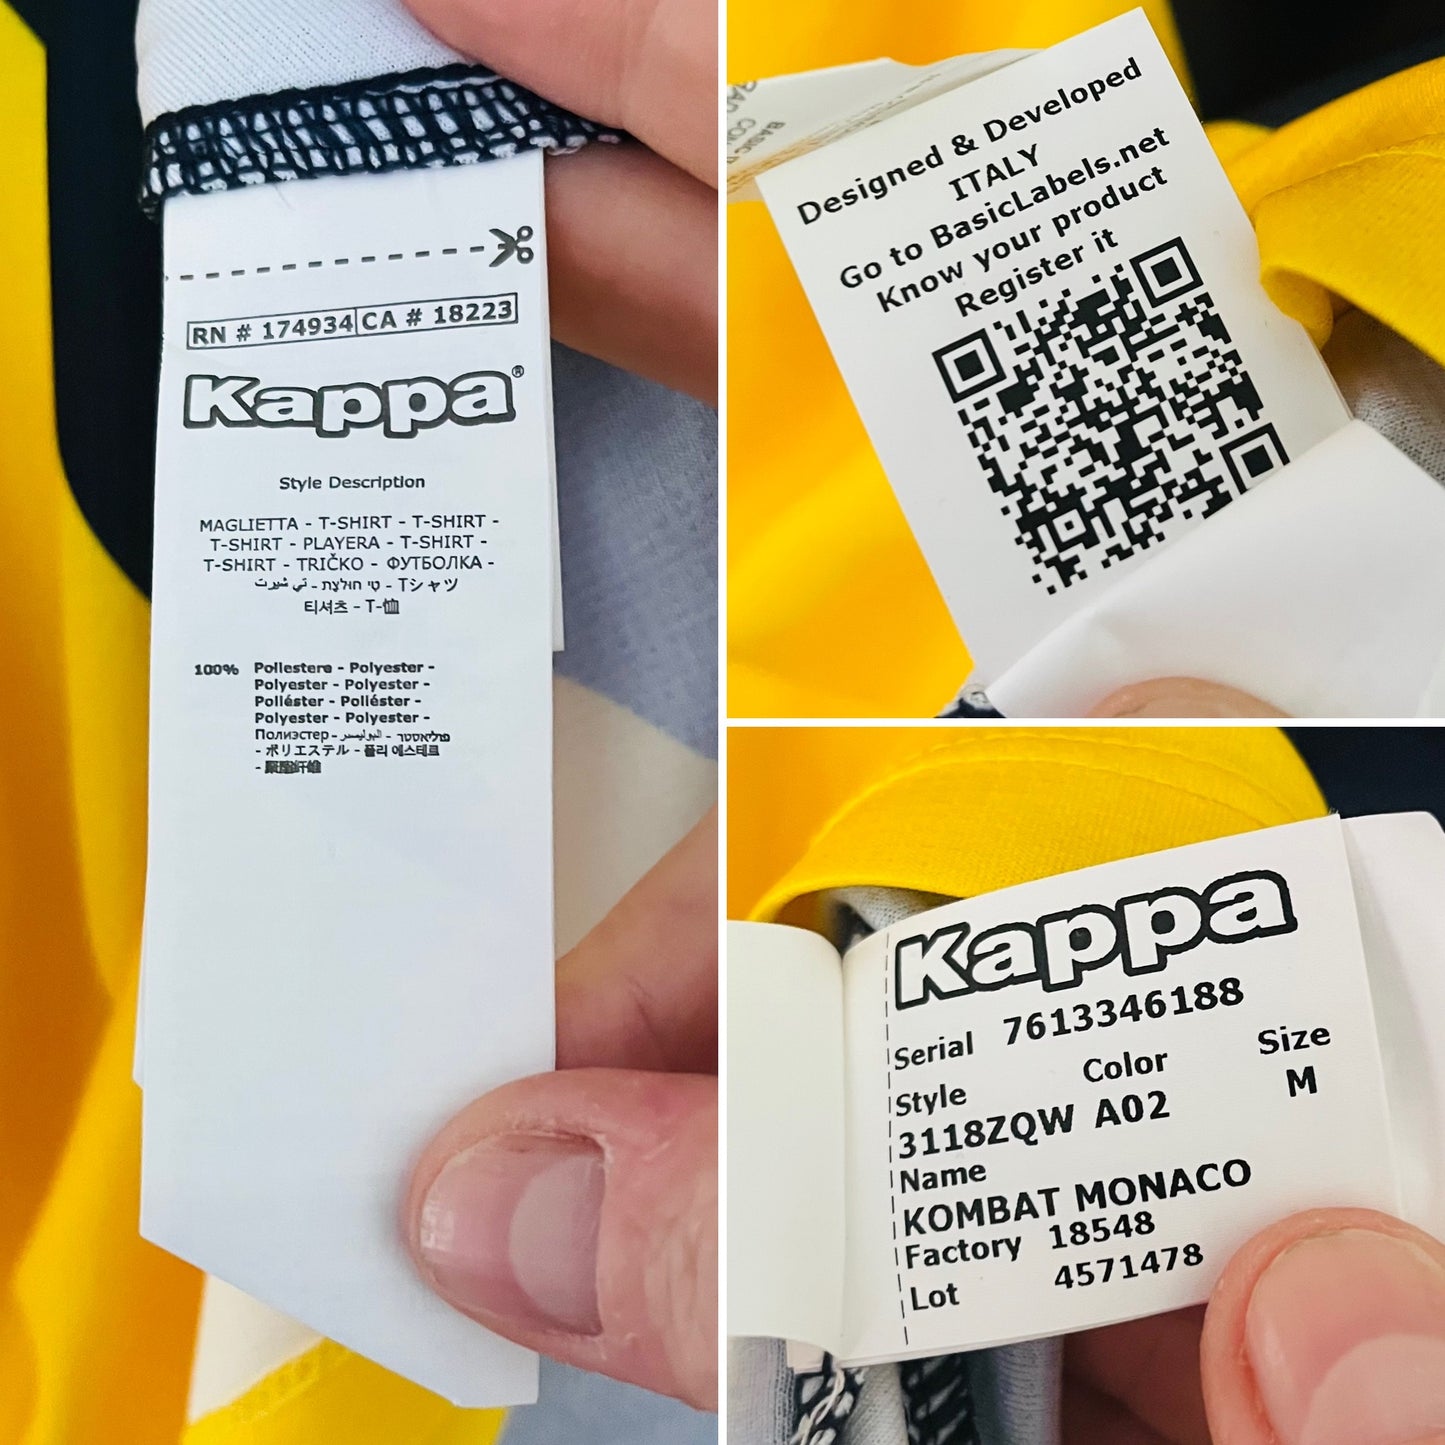 RN # 174934 CA # 18223
Kappa®
Style Description
MAGLIETTA - T-SHIRT - T-SHIRT -
T-SHIRT - PLAYERA - T-SHIRT -
T-SHIRT - TRIČKO - ФУТБОЛКА -
تي شيرت - טי חולצת - Tシャツ
티셔츠 - T-恤
100% Poliestere - Polyester -
Polyester - Polyester -
Poliéster - Poliéster -
Polyester - Polyester -
Полиэстер - البوليستر - פוליאסטר
- ポリエステル - 폴리 에스테르
- 聚酯纤维
Designed & Developed
ITALY
Go to BasicLabels.net
Know your product
Register it
Kappa
Serial 7613346188
Style Color Size
3118ZQW A02 M
Name
KOMBAT MONACO
Factory 18548
Lot 4571478